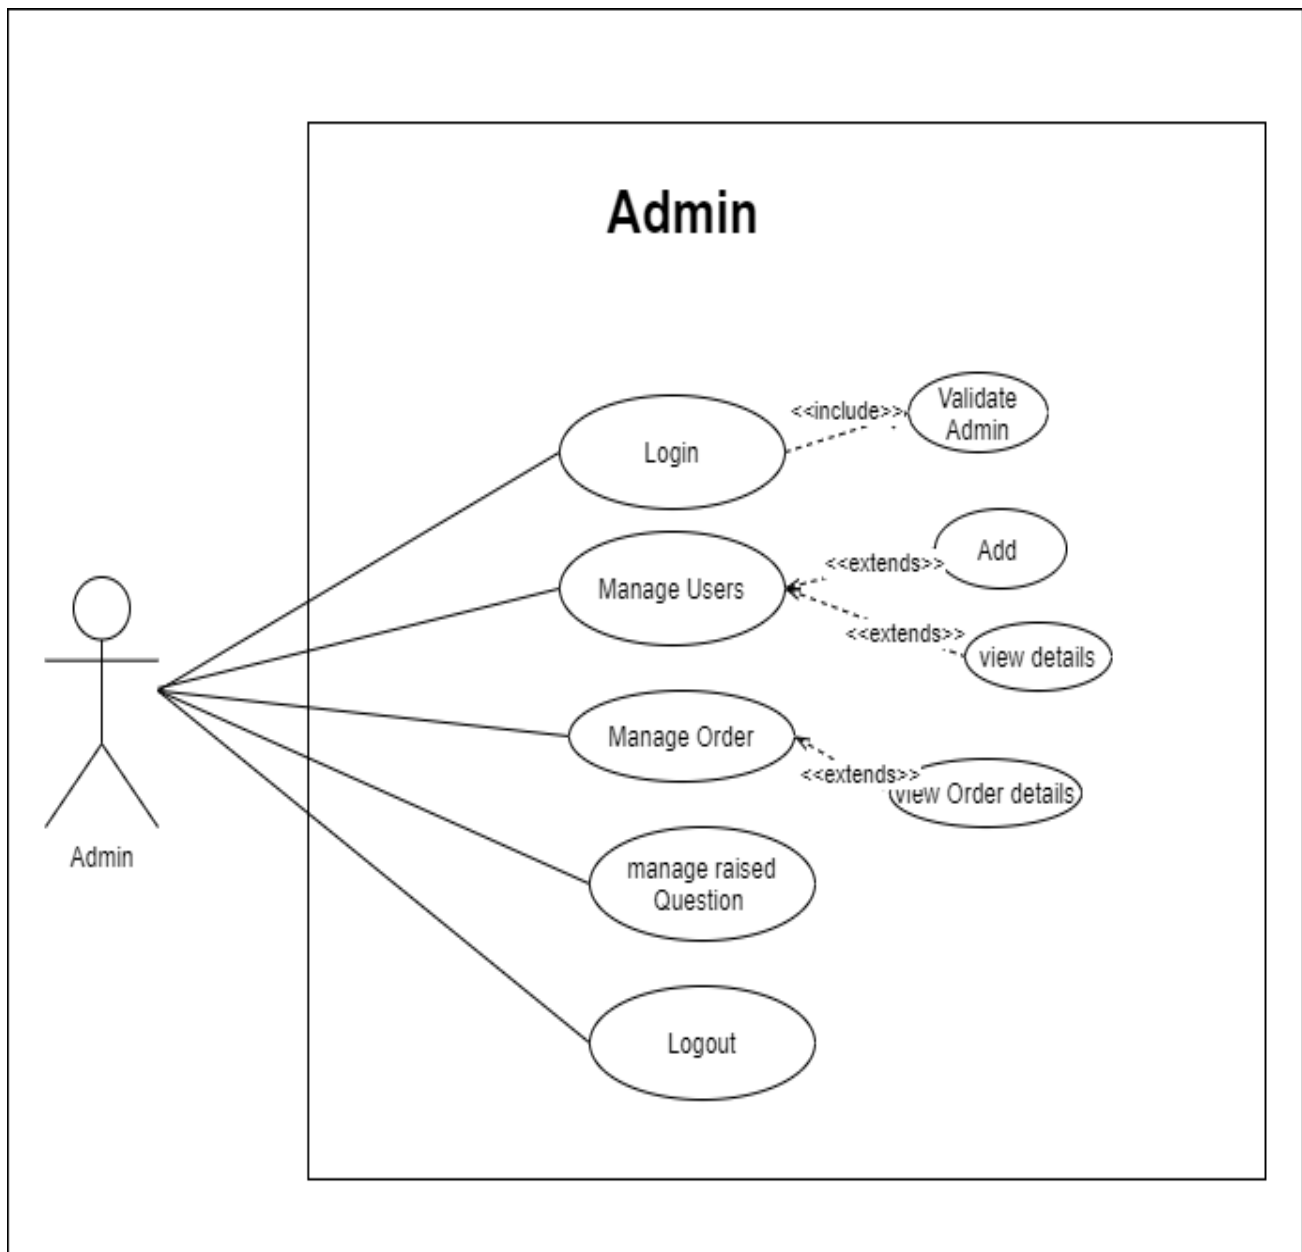 Admin
<<include>>
Validate
Admin
Login
Add
<<extends>>
Manage Users
<<extends>>
view details
Manage Order
<<extends>>
view Order details
Admin
manage raised
Question
Logout